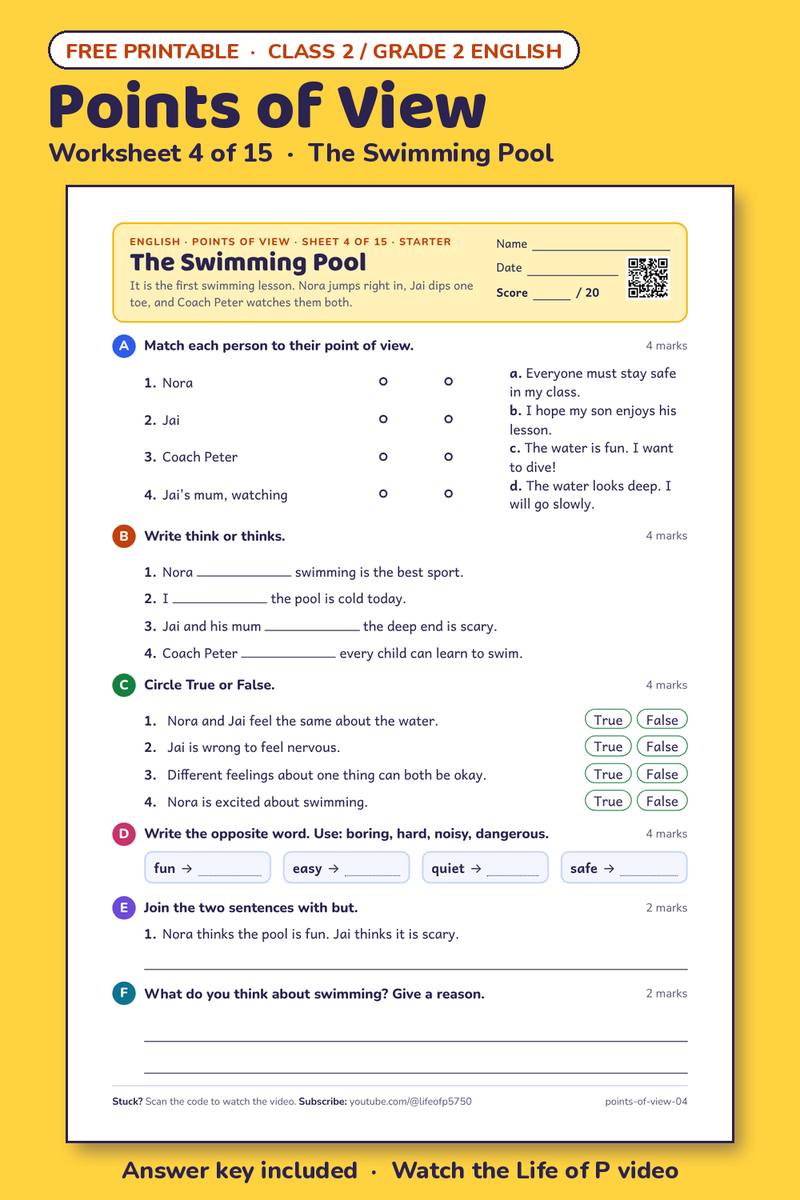 FREE PRINTABLE · CLASS 2 / GRADE 2 ENGLISH
Points of View
Worksheet 4 of 15 · The Swimming Pool
ENGLISH · POINTS OF VIEW · SHEET 4 OF 15 · STARTER
The Swimming Pool
It is the first swimming lesson. Nora jumps right in, Jai dips one
toe, and Coach Peter watches them both.
Name ____________
Date ____________
Score ______ / 20
A Match each person to their point of view. 4 marks
1. Nora
2. Jai
3. Coach Peter
4. Jai's mum, watching
a. Everyone must stay safe
in my class.
b. I hope my son enjoys his
lesson.
c. The water is fun. I want
to dive!
d. The water looks deep. I
will go slowly.
B Write think or thinks. 4 marks
1. Nora ____________ swimming is the best sport.
2. I ____________ the pool is cold today.
3. Jai and his mum ____________ the deep end is scary.
4. Coach Peter ____________ every child can learn to swim.
C Circle True or False. 4 marks
1. Nora and Jai feel the same about the water. True False
2. Jai is wrong to feel nervous. True False
3. Different feelings about one thing can both be okay. True False
4. Nora is excited about swimming. True False
D Write the opposite word. Use: boring, hard, noisy, dangerous. 4 marks
fun → ________ easy → ________ quiet → ________ safe → ________
E Join the two sentences with but. 2 marks
1. Nora thinks the pool is fun. Jai thinks it is scary.
F What do you think about swimming? Give a reason. 2 marks
Stuck? Scan the code to watch the video. Subscribe: youtube.com/@lifeofp5750 points-of-view-04
Answer key included · Watch the Life of P video